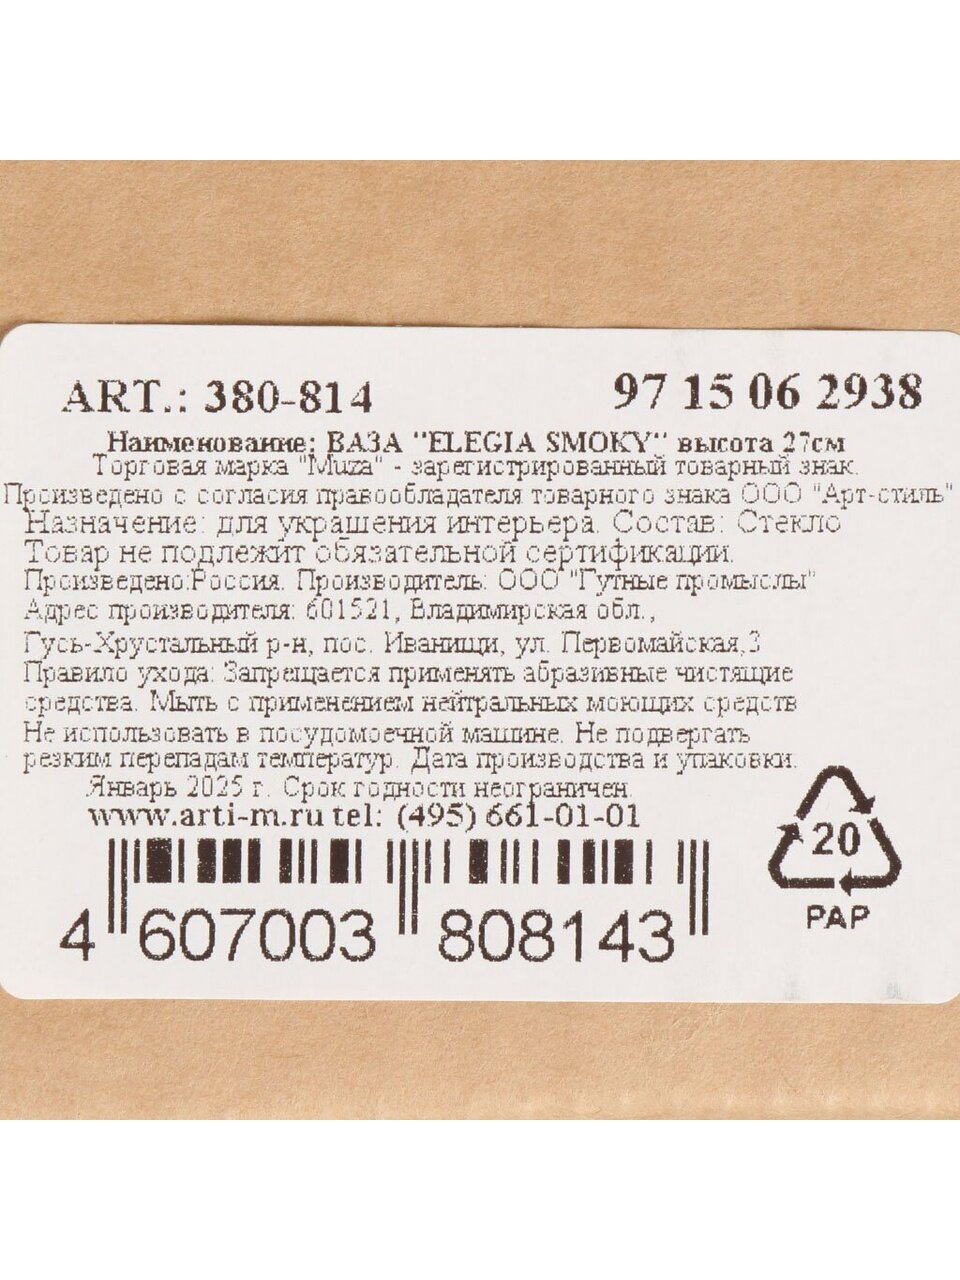 ART.: 380-814
97 15 06 2938
Наименование: ВАЗА "ELEGIA SMOKY" высота 27см
Торговая марка "Muza" - зарегистрированный товарный знак.
Произведено с согласия правообладателя товарного знака ООО "Арт-стиль"
Назначение: для украшения интерьера. Состав: Стекло
Товар не подлежит обязательной сертификации.
Произведено:Россия. Производитель: ООО "Гутные промыслы"
Адрес производителя: 601521, Владимирская обл.,
Гусь-Хрустальный р-н, пос. Иванищи, ул. Первомайская,3
Правило ухода: Запрещается применять абразивные чистящие
средства. Мыть с применением нейтральных моющих средств
Не использовать в посудомоечной машине. Не подвергать
резким перепадам температур. Дата производства и упаковки:
Январь 2025 г. Срок годности неограничен.
www.arti-m.ru tel: (495) 661-01-01
4 607003 808143
20
PAP